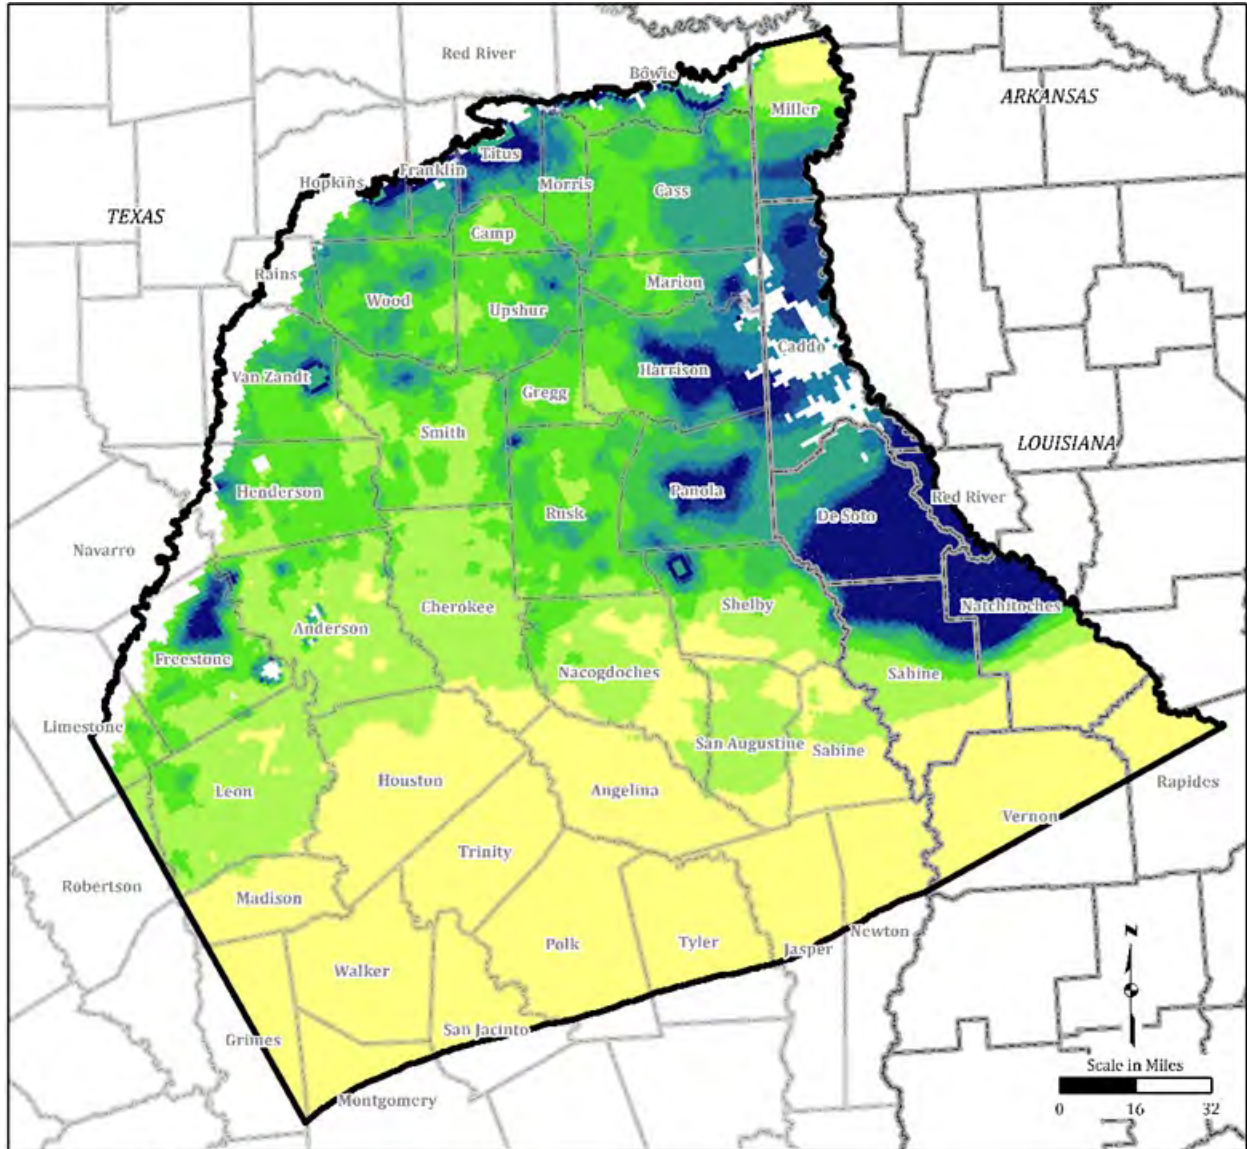 Red River
Bowie
ARKANSAS
Miller
Titus
Franklin
Hopkins
Morris
Cass
TEXAS
Camp
Rains
Marion
Wood
Upshur
Caddo
Harrison
Van Zandt
Gregg
Smith
LOUISIANA
Henderson
Panola
Red River
Rusk
De Soto
Navarro
Cherokee
Shelby
Natchitoches
Anderson
Freestone
Nacogdoches
Sabine
Limestone
San Augustine
Sabine
Houston
Angelina
Leon
Rapides
Vernon
Trinity
Robertson
Madison
N
Newton
Polk
Tyler
Jasper
Walker
San Jacinto
Grimes
Scale in Miles
Montgomery
0 16 32